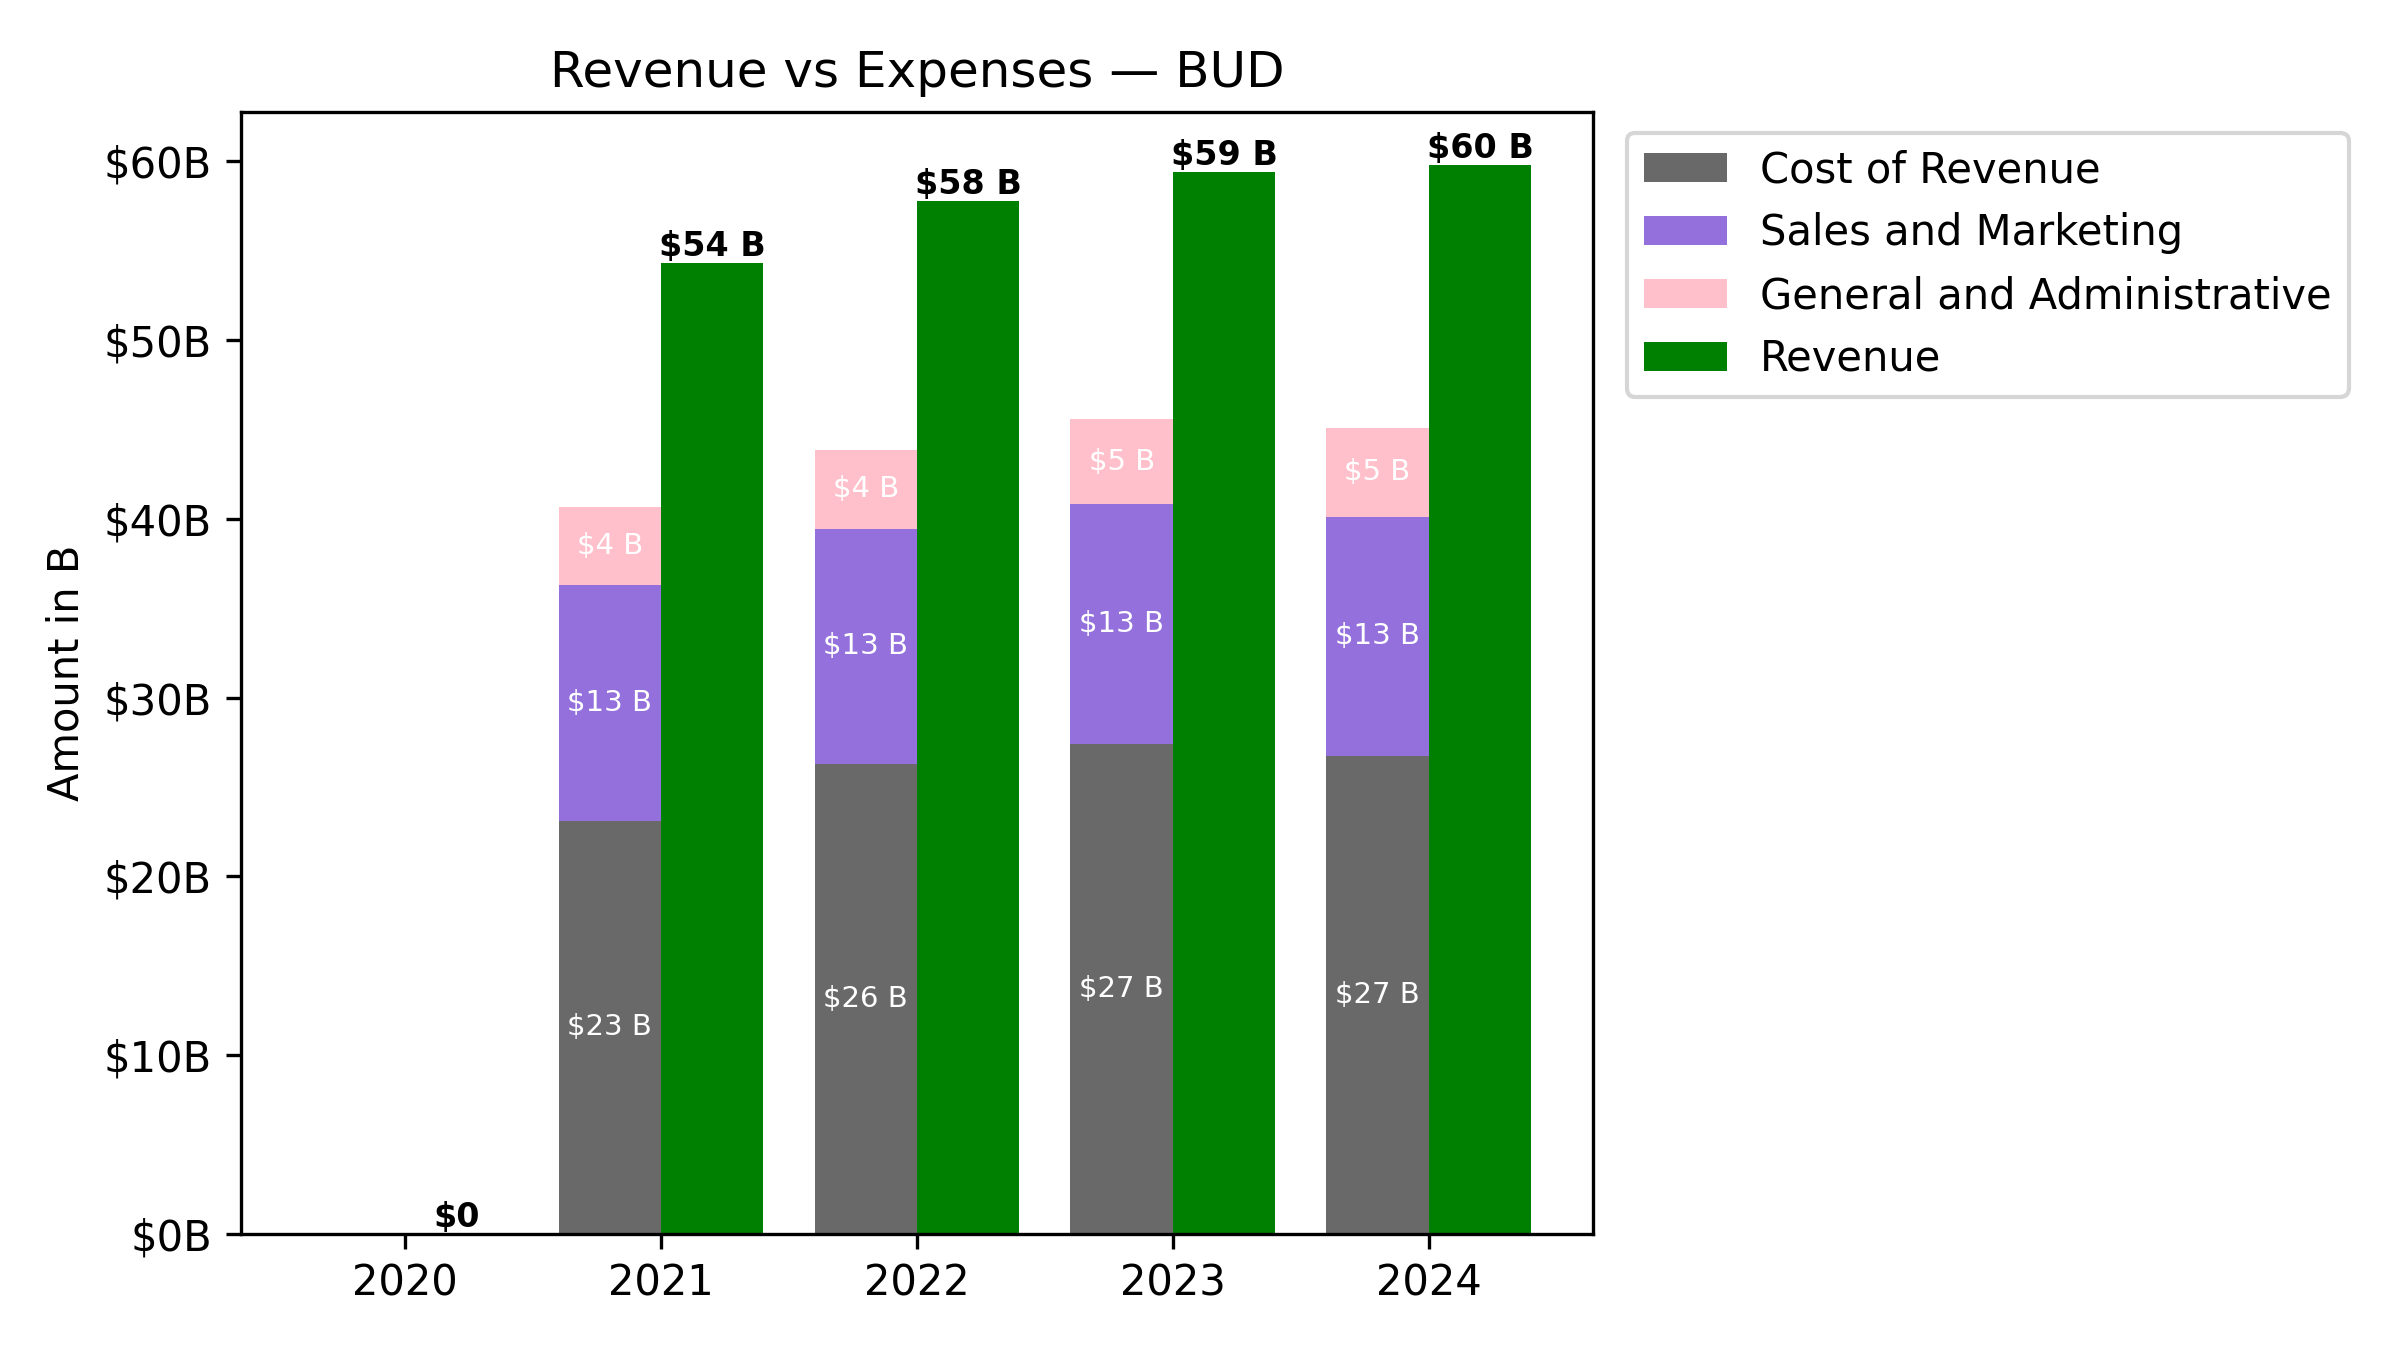 Revenue vs Expenses — BUD
Amount in B
$60B
$50B
$40B
$30B
$20B
$10B
$0B
$0
$54 B
$4 B
$13 B
$23 B
$58 B
$4 B
$13 B
$26 B
$59 B
$5 B
$13 B
$27 B
$60 B
$5 B
$13 B
$27 B
2020 2021 2022 2023 2024
Cost of Revenue
Sales and Marketing
General and Administrative
Revenue